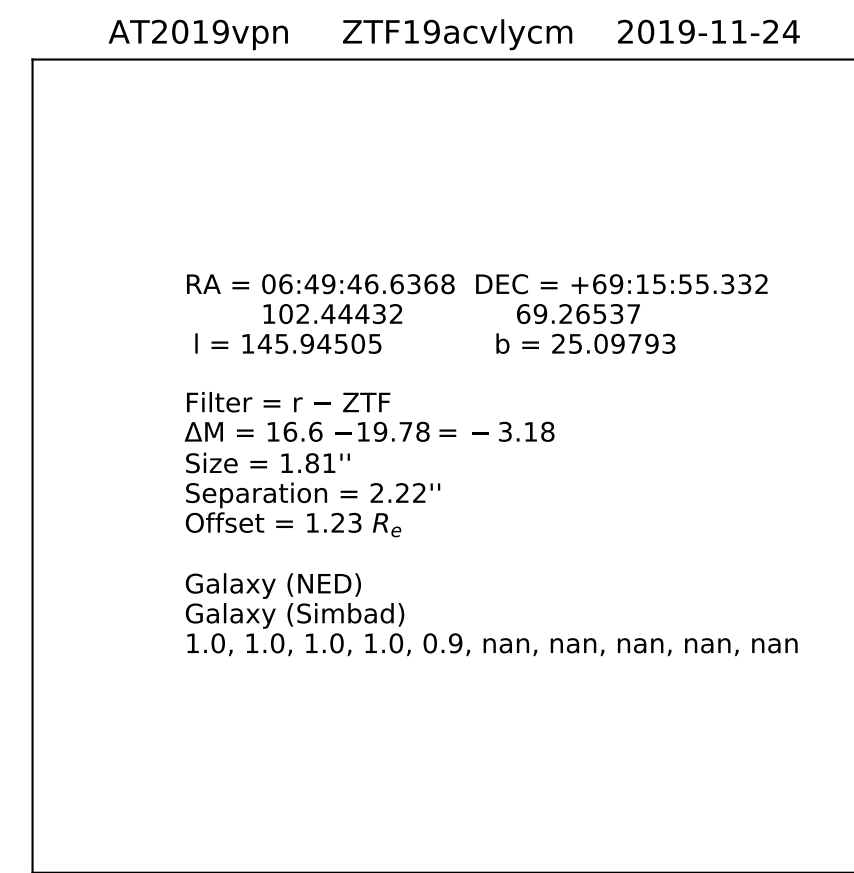 AT2019vpn ZTF19acvlycm 2019-11-24
RA = 06:49:46.6368 DEC = +69:15:55.332
102.44432 69.26537
l = 145.94505 b = 25.09793
Filter = r − ZTF
ΔM = 16.6 −19.78 = − 3.18
Size = 1.81''
Separation = 2.22''
Offset = 1.23 Re
Galaxy (NED)
Galaxy (Simbad)
1.0, 1.0, 1.0, 1.0, 0.9, nan, nan, nan, nan, nan